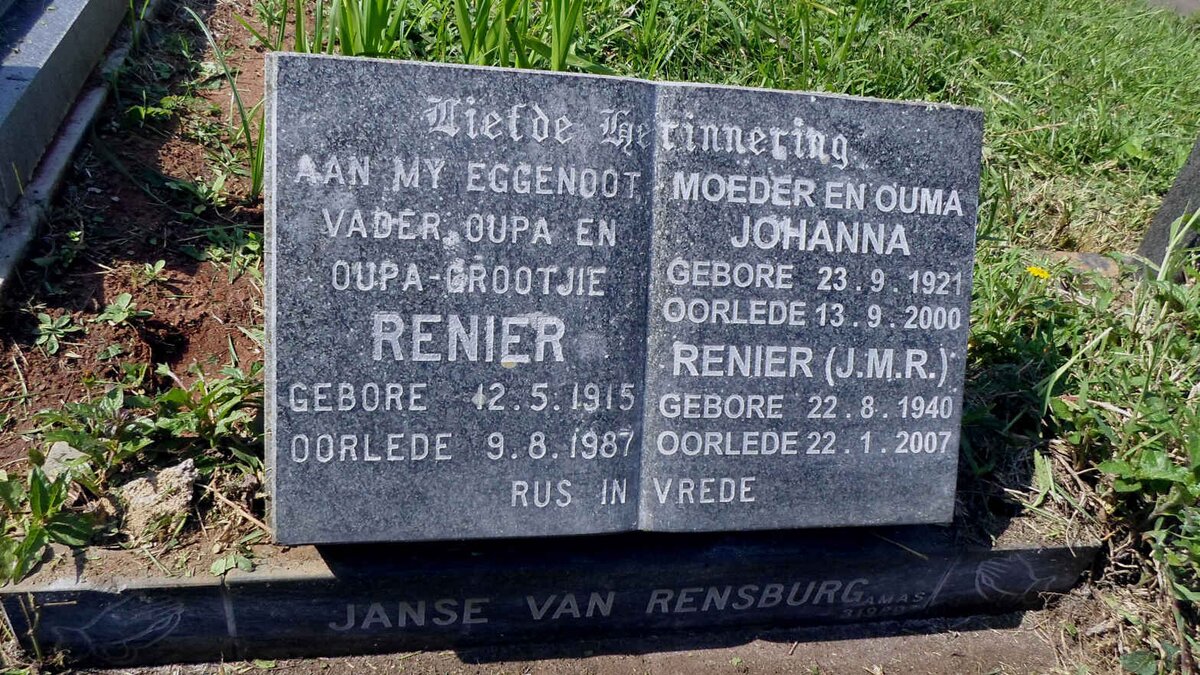 Liefde Herinnering
AAN MY EGGENOOT,
VADER, OUPA EN
OUPA-GROOTJIE
RENIER
GEBORE 12.5.1915
OORLEDE 9.8.1987
MOEDER EN OUMA
JOHANNA
GEBORE 23.9.1921
OORLEDE 13.9.2000
RENIER (J.M.R.)
GEBORE 22.8.1940
OORLEDE 22.1.2007
RUS IN VREDE
JANSE VAN RENSBURG
AMAS